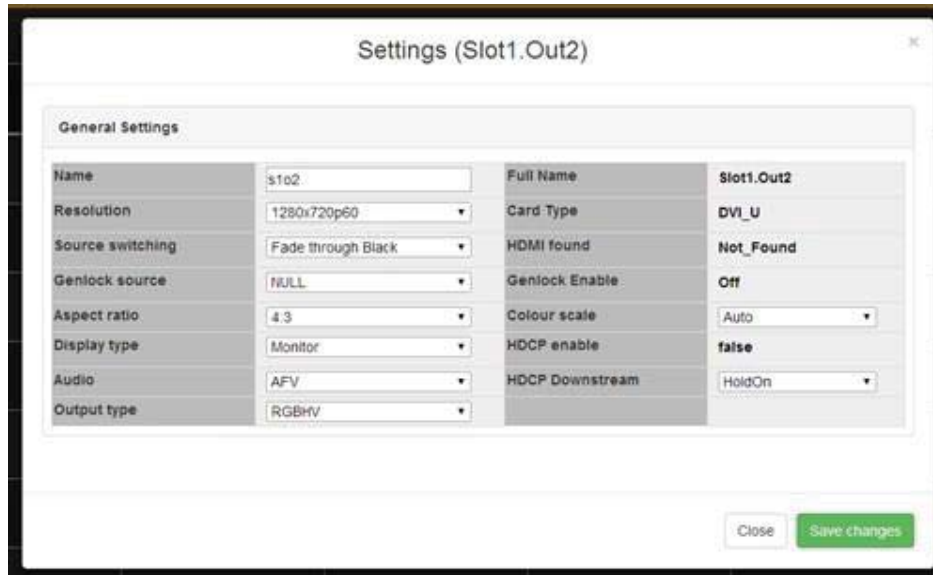 Settings (Slot1.Out2)
×
General Settings
Name s1o2 Full Name Slot1.Out2
Resolution 1280x720p60 Card Type DVI_U
Source switching Fade through Black HDMI found Not_Found
Genlock source NULL Genlock Enable Off
Aspect ratio 4:3 Colour scale Auto
Display type Monitor HDCP enable false
Audio AFV HDCP Downstream HoldOn
Output type RGBHV
Close Save changes